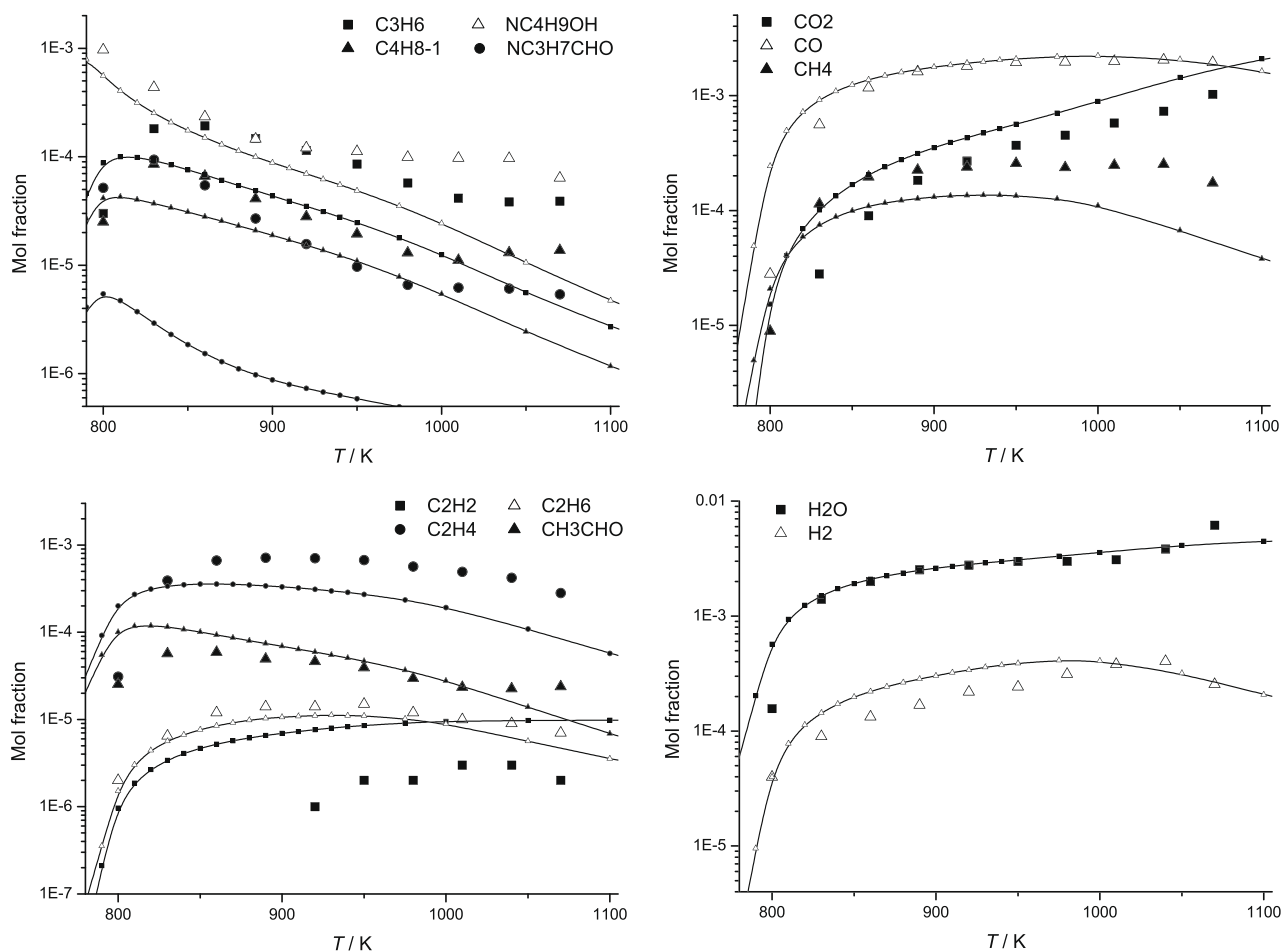 C3H6 NC4H9OH
C4H8-1 NC3H7CHO
1E-3
1E-4
1E-5
1E-6
Mol fraction
800 900 1000 1100
T / K
CO2
CO
CH4
1E-3
1E-4
1E-5
Mol fraction
800 900 1000 1100
T / K
C2H2 C2H6
C2H4 CH3CHO
1E-3
1E-4
1E-5
1E-6
1E-7
Mol fraction
800 900 1000 1100
T / K
H2O
H2
0.01
1E-3
1E-4
1E-5
Mol fraction
800 900 1000 1100
T / K